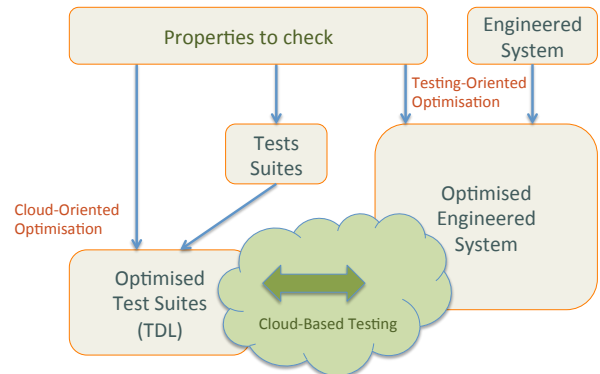 Properties to check
Engineered
System
Testing-Oriented
Optimisation
Tests
Suites
Optimised
Engineered
System
Cloud-Oriented
Optimisation
Optimised
Test Suites
(TDL)
Cloud-Based Testing